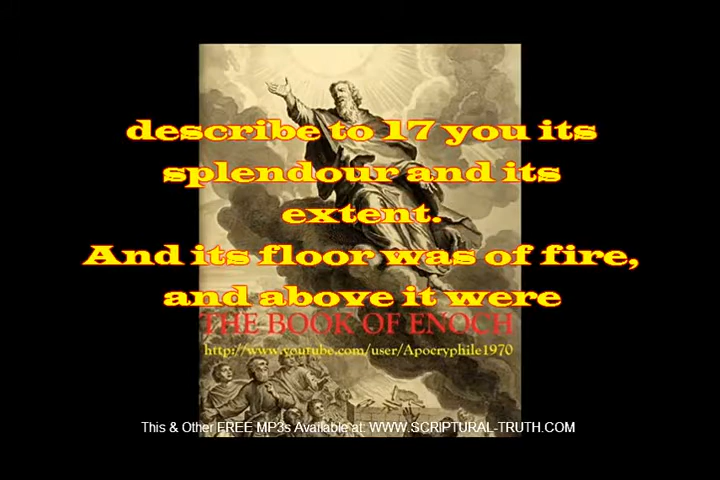 describe to 17 you its
splendour and its
extent.
And its floor was of fire,
and above it were
THE BOOK OF ENOCH
http://www.youtube.com/user/Apocryphile1970
This & Other FREE MP3s Available at: WWW.SCRIPTURAL-TRUTH.COM